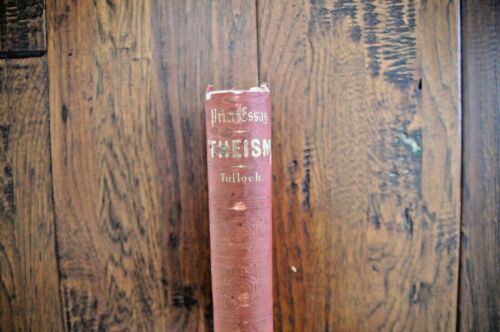 Prize Essay
THEISM
Tulloch.